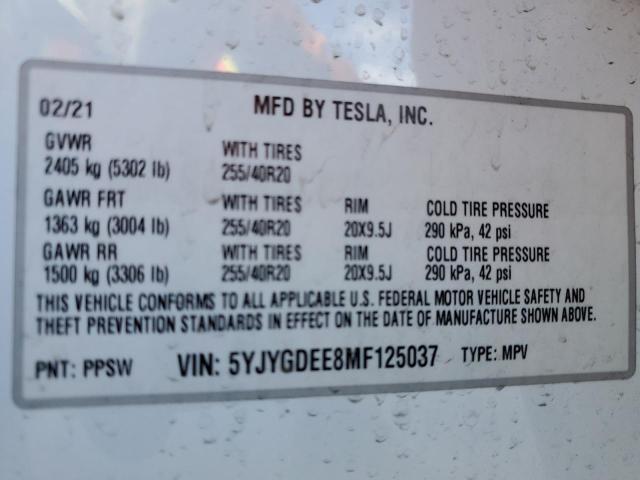 02/21 MFD BY TESLA, INC.
GVWR WITH TIRES
2405 kg (5302 lb) 255/40R20
GAWR FRT WITH TIRES RIM COLD TIRE PRESSURE
1363 kg (3004 lb) 255/40R20 20X9.5J 290 kPa, 42 psi
GAWR RR WITH TIRES RIM COLD TIRE PRESSURE
1500 kg (3306 lb) 255/40R20 20X9.5J 290 kPa, 42 psi
THIS VEHICLE CONFORMS TO ALL APPLICABLE U.S. FEDERAL MOTOR VEHICLE SAFETY AND
THEFT PREVENTION STANDARDS IN EFFECT ON THE DATE OF MANUFACTURE SHOWN ABOVE.
PNT: PPSW VIN: 5YJYGDEE8MF125037 TYPE: MPV